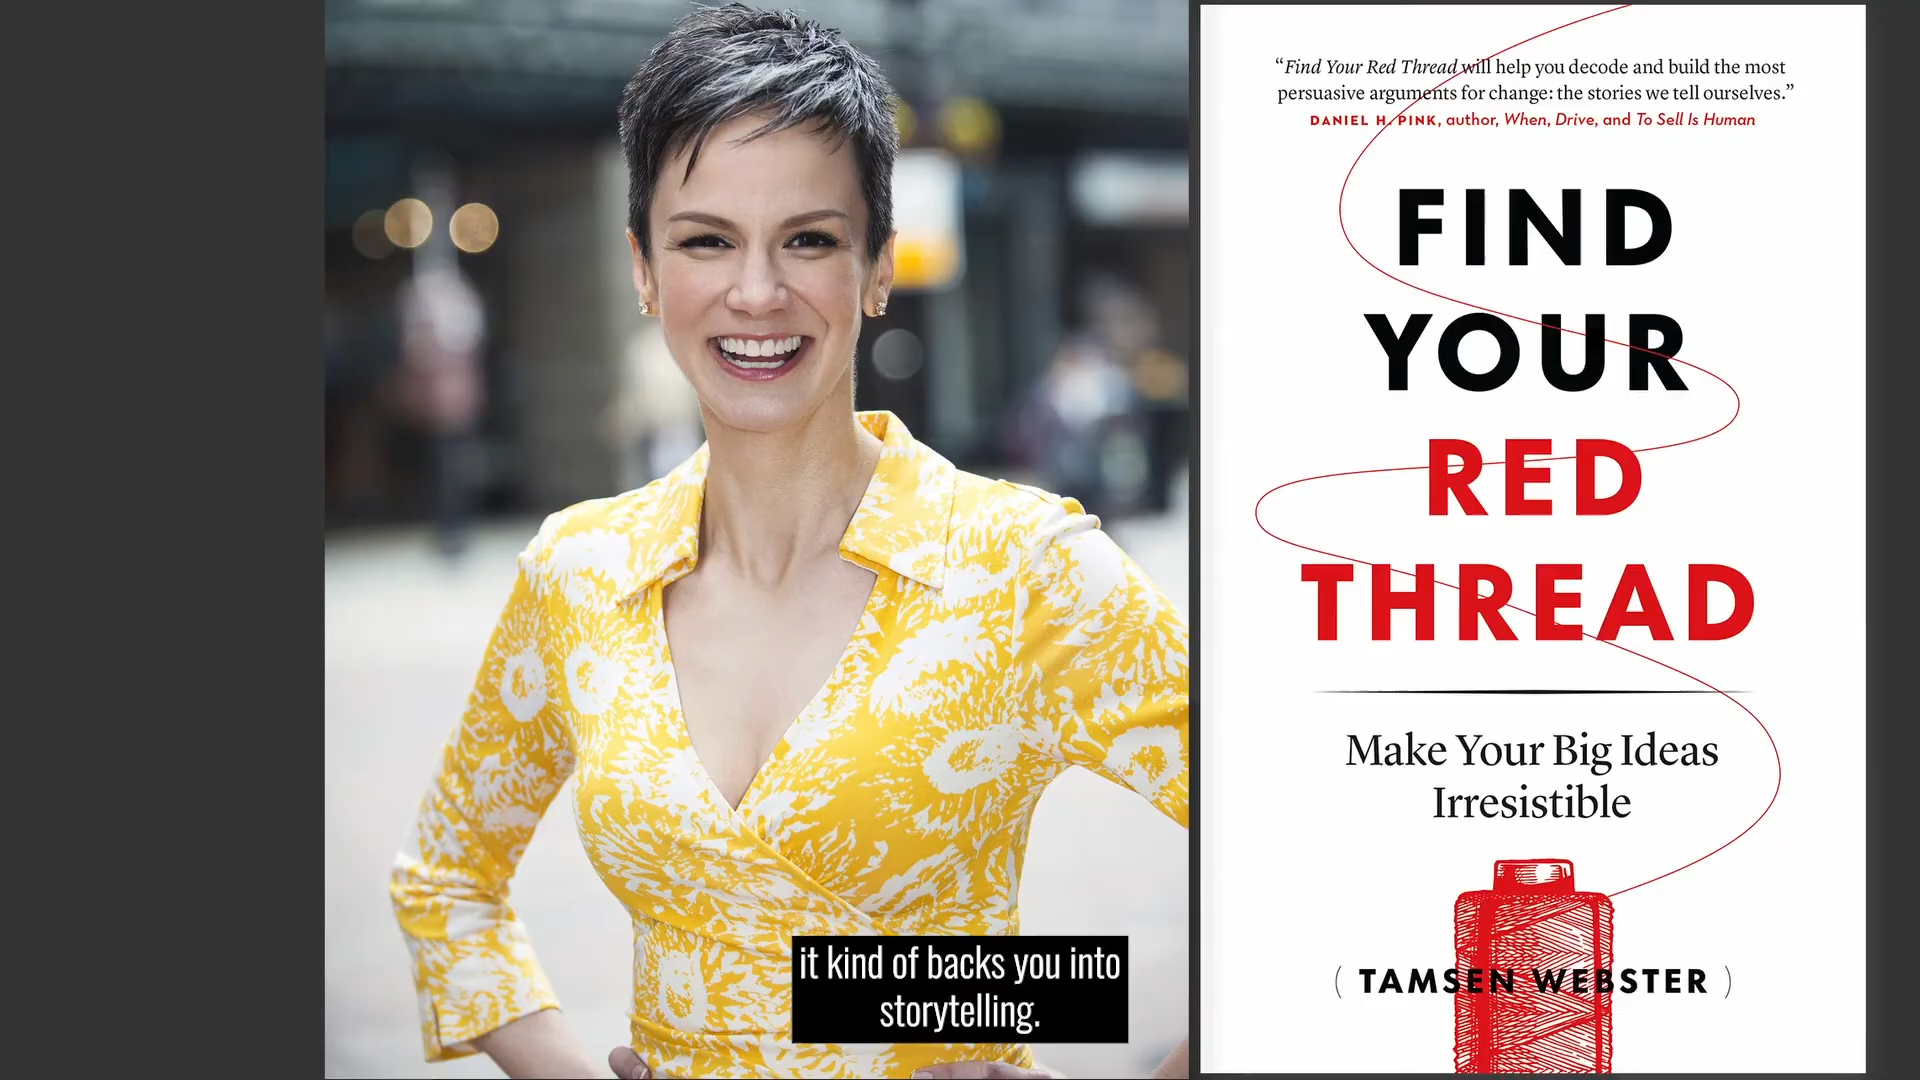 “Find Your Red Thread will help you decode and build the most
persuasive arguments for change: the stories we tell ourselves.”
DANIEL H. PINK, author, When, Drive, and To Sell Is Human
FIND
YOUR
RED
THREAD
Make Your Big Ideas
Irresistible
( TAMSEN WEBSTER )
it kind of backs you into
storytelling.